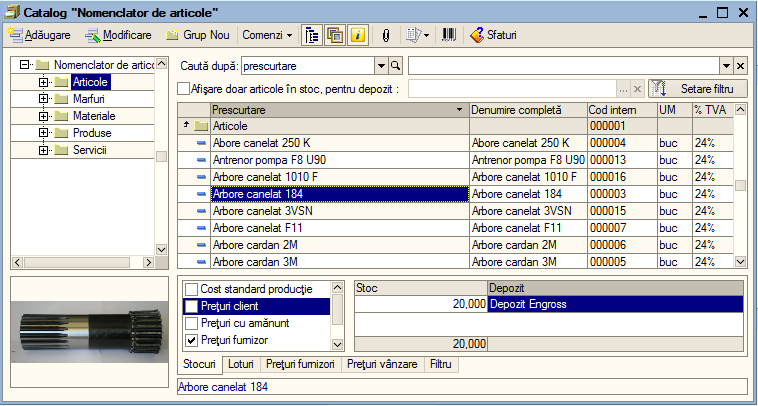 Catalog "Nomenclator de articole"
Adăugare Modificare Grup Nou Comenzi Sfaturi
Nomenclator de artico
Articole
Marfuri
Materiale
Produse
Servicii
Caută după: prescurtare
Afişare doar articole în stoc, pentru depozit : ... Setare filtru
Prescurtare Denumire completă Cod intern UM % TVA
Articole 000001
Abore canelat 250 K Abore canelat 250 K 000004 buc 24%
Antrenor pompa F8 U90 Antrenor pompa F8 U90 000013 buc 24%
Arbore canelat 1010 F Arbore canelat 1010 F 000016 buc 24%
Arbore canelat 184 Arbore canelat 184 000003 buc 24%
Arbore canelat 3VSN Arbore canelat 3VSN 000015 buc 24%
Arbore canelat F11 Arbore canelat F11 000007 buc 24%
Arbore cardan 2M Arbore cardan 2M 000006 buc 24%
Arbore cardan 3M Arbore cardan 3M 000005 buc 24%
Cost standard producţie
Preţuri client
Preţuri cu amănunt
Preţuri furnizor
Stoc Depozit
20,000 Depozit Engross
20,000
Stocuri Loturi Preţuri furnizori Preţuri vânzare Filtru
Arbore canelat 184